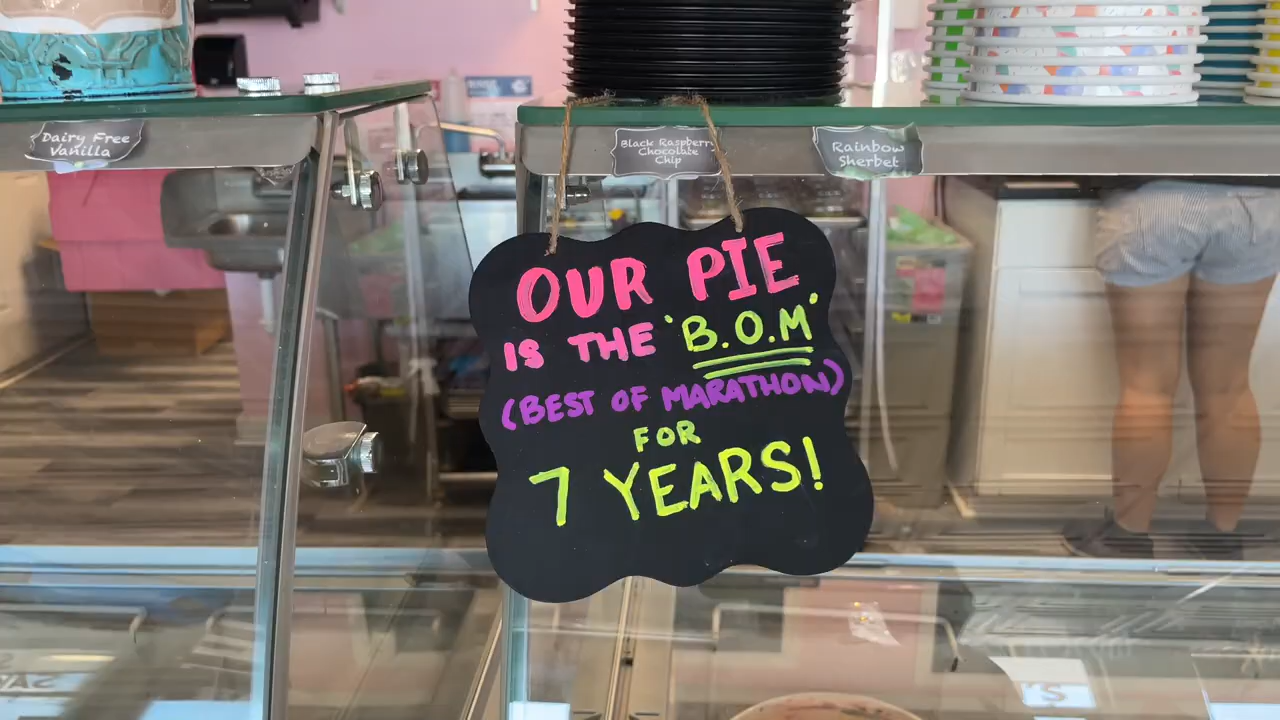 Dairy Free
Vanilla
Black Raspberry
Chocolate
Chip
Rainbow
Sherbet
OUR PIE
IS THE 'B.O.M'
(BEST OF MARATHON)
FOR
7 YEARS!